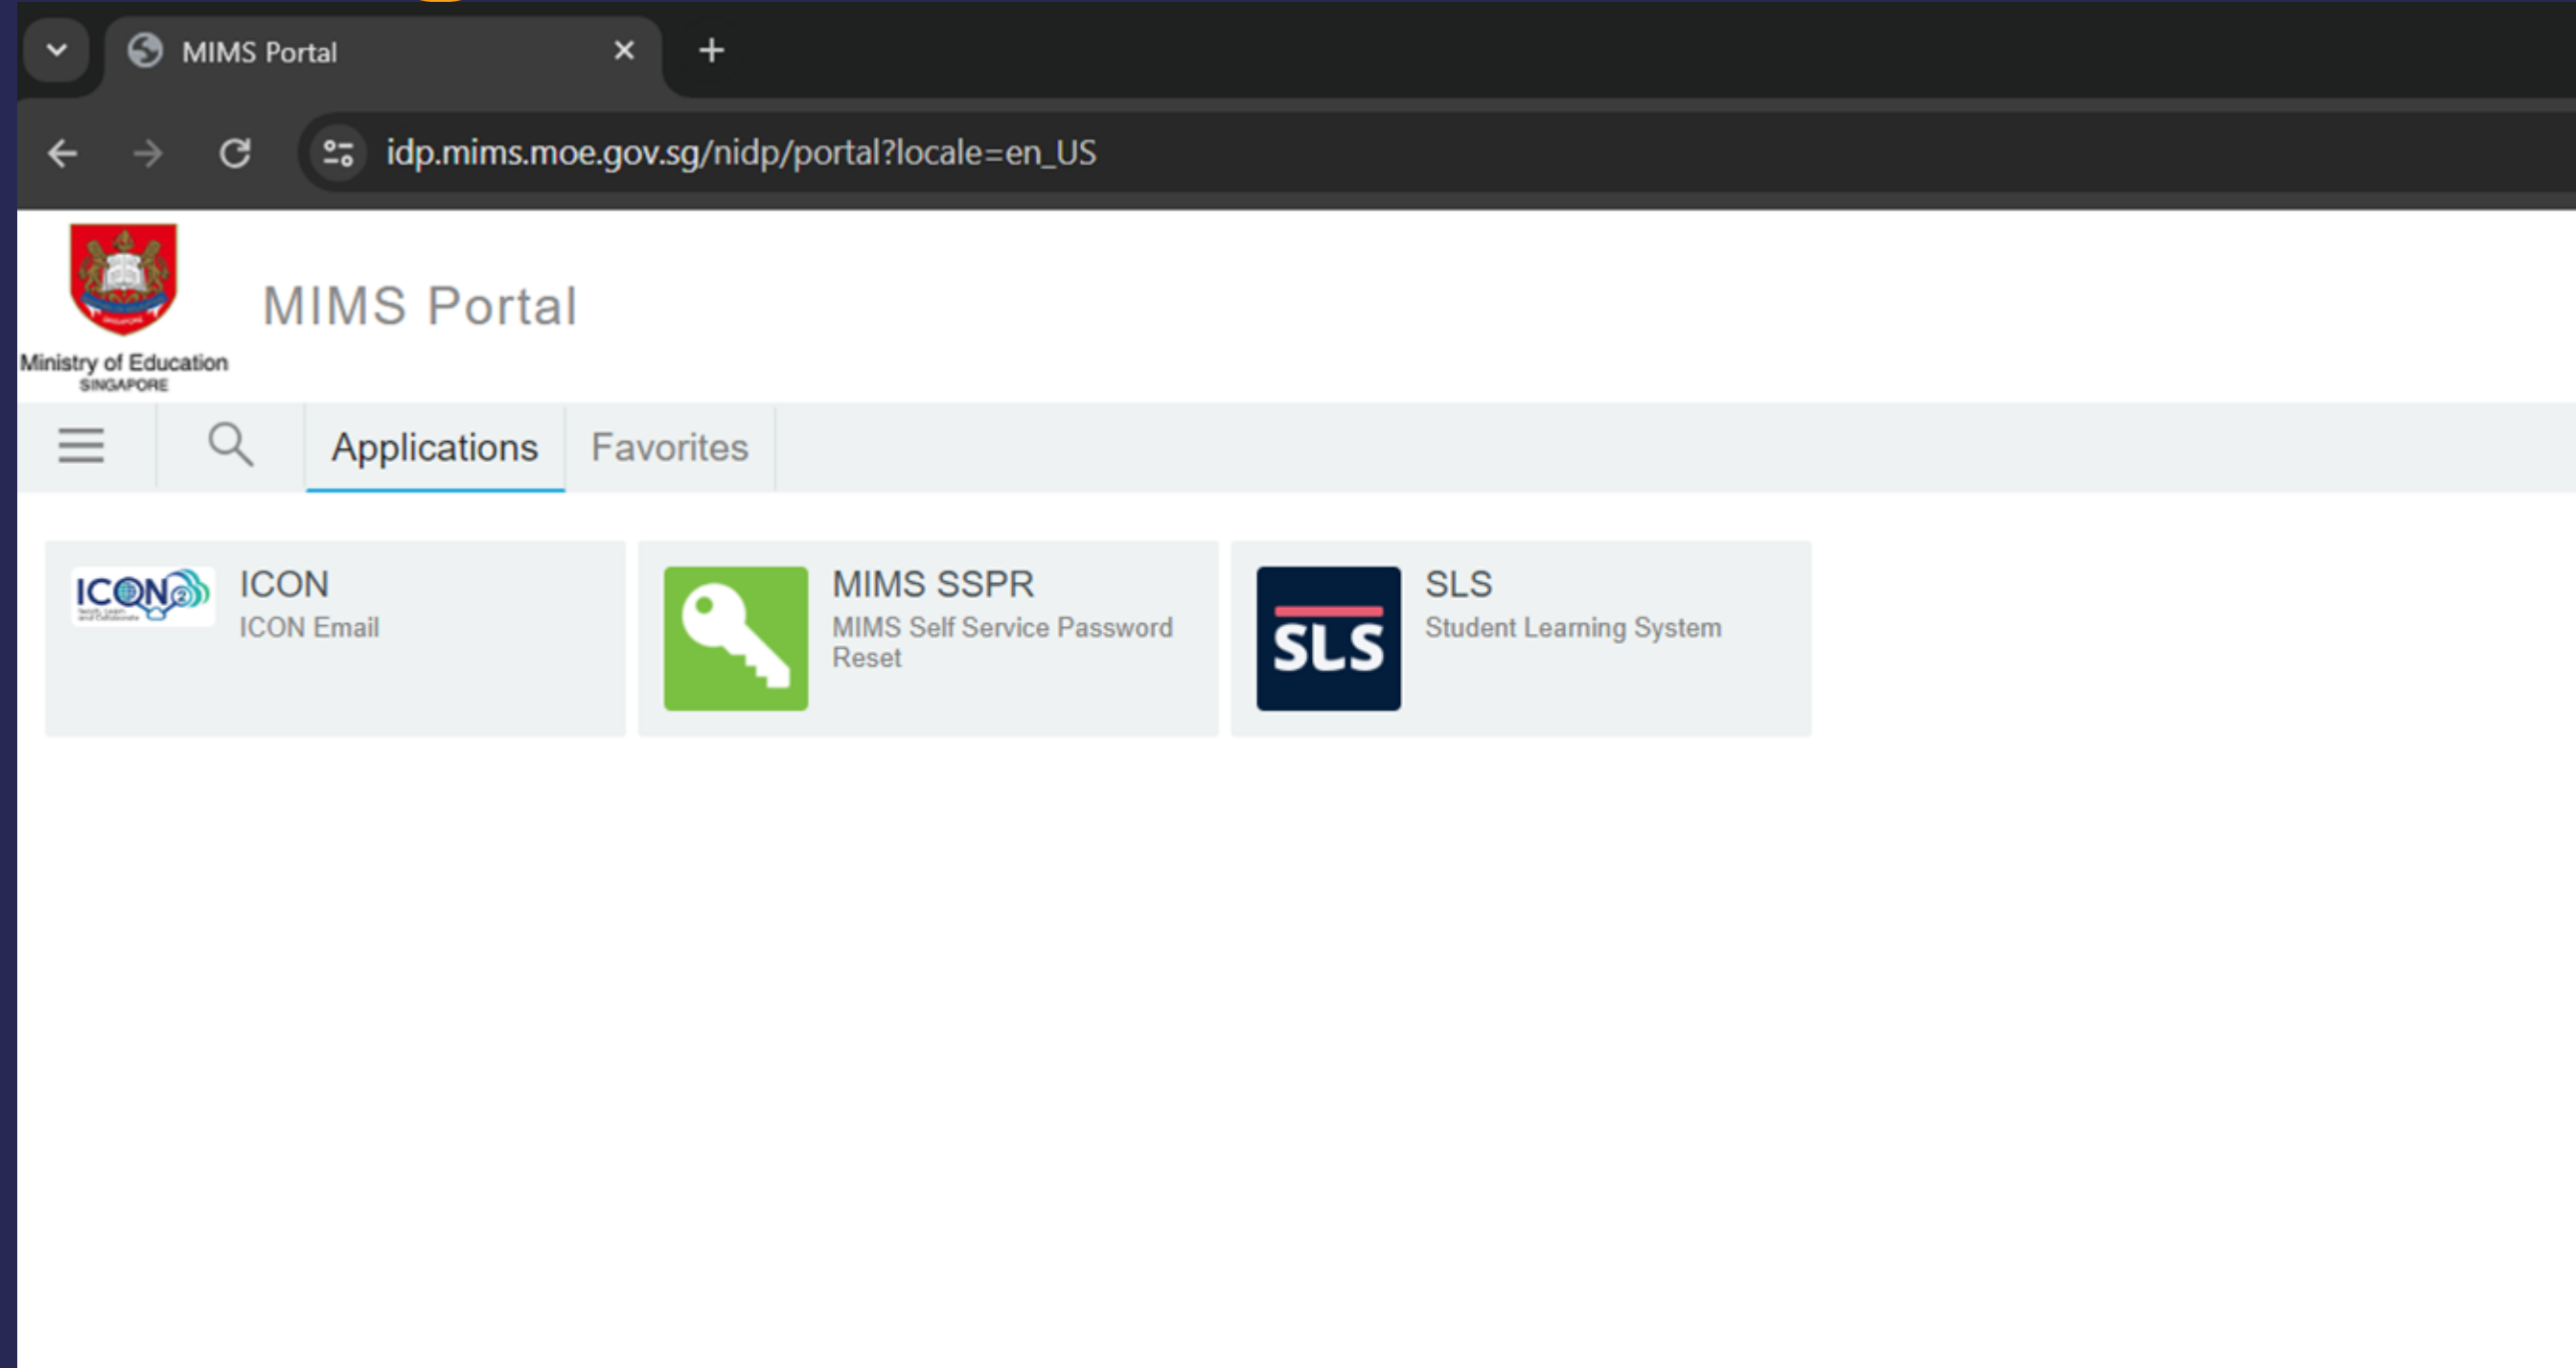 MIMS Portal
idp.mims.moe.gov.sg/nidp/portal?locale=en_US
MIMS Portal
Ministry of Education
SINGAPORE
Applications
Favorites
ICON 2
ICON
ICON Email
MIMS SSPR
MIMS Self Service Password
Reset
SLS
SLS
Student Learning System